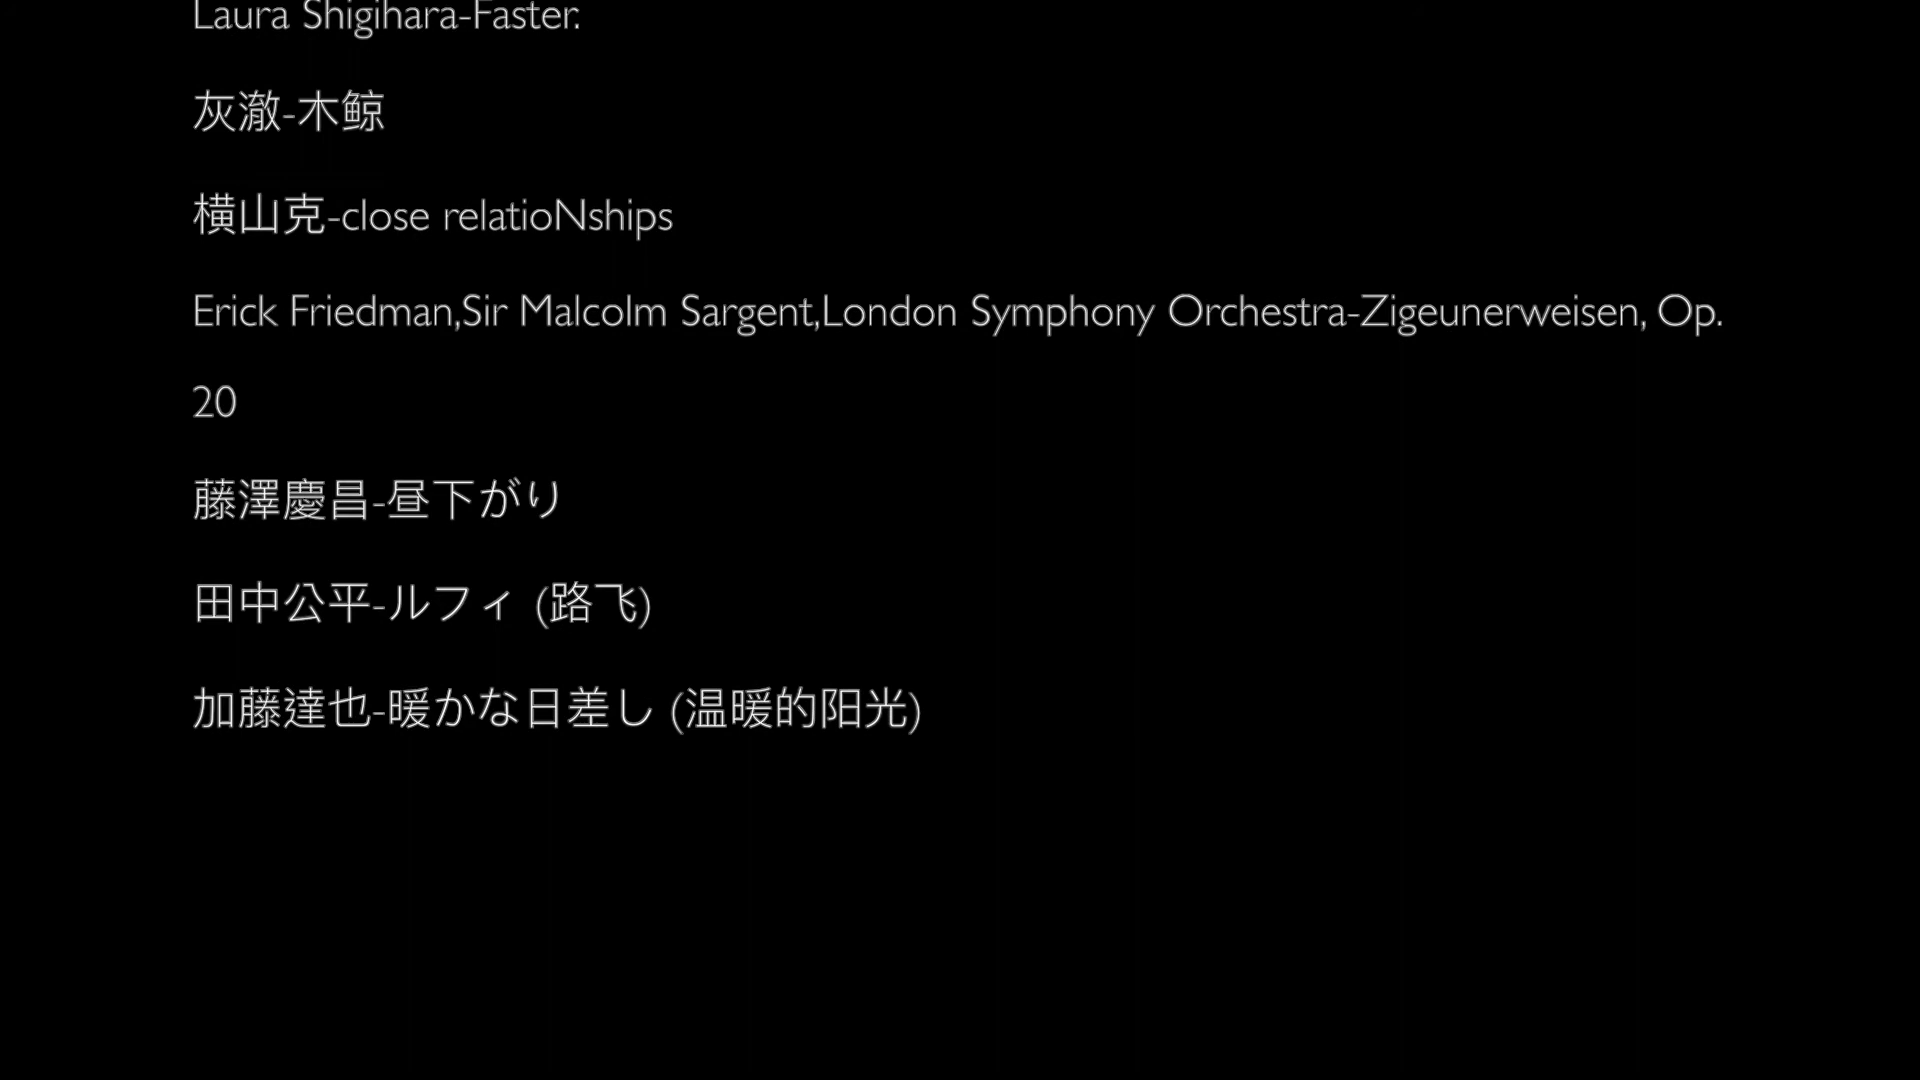 Laura Shigihara-Faster.
灰澈-木鲸
横山克-close relatioNships
Erick Friedman,Sir Malcolm Sargent,London Symphony Orchestra-Zigeunerweisen, Op.
20
藤澤慶昌-昼下がり
田中公平-ルフィ (路飞)
加藤達也-暖かな日差し (温暖的阳光)